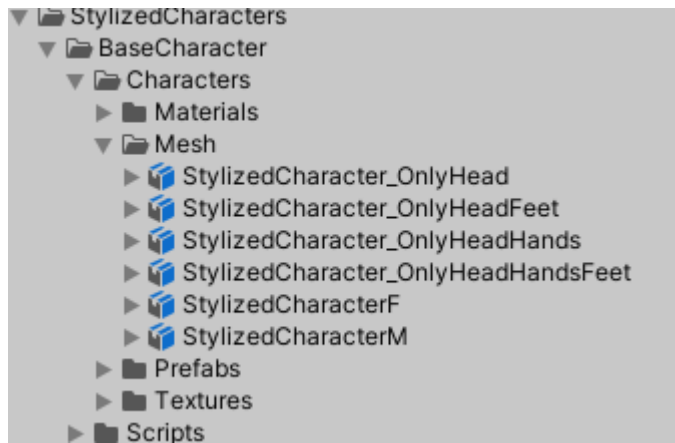 StylizedCharacters
BaseCharacter
Characters
Materials
Mesh
StylizedCharacter_OnlyHead
StylizedCharacter_OnlyHeadFeet
StylizedCharacter_OnlyHeadHands
StylizedCharacter_OnlyHeadHandsFeet
StylizedCharacterF
StylizedCharacterM
Prefabs
Textures
Scripts